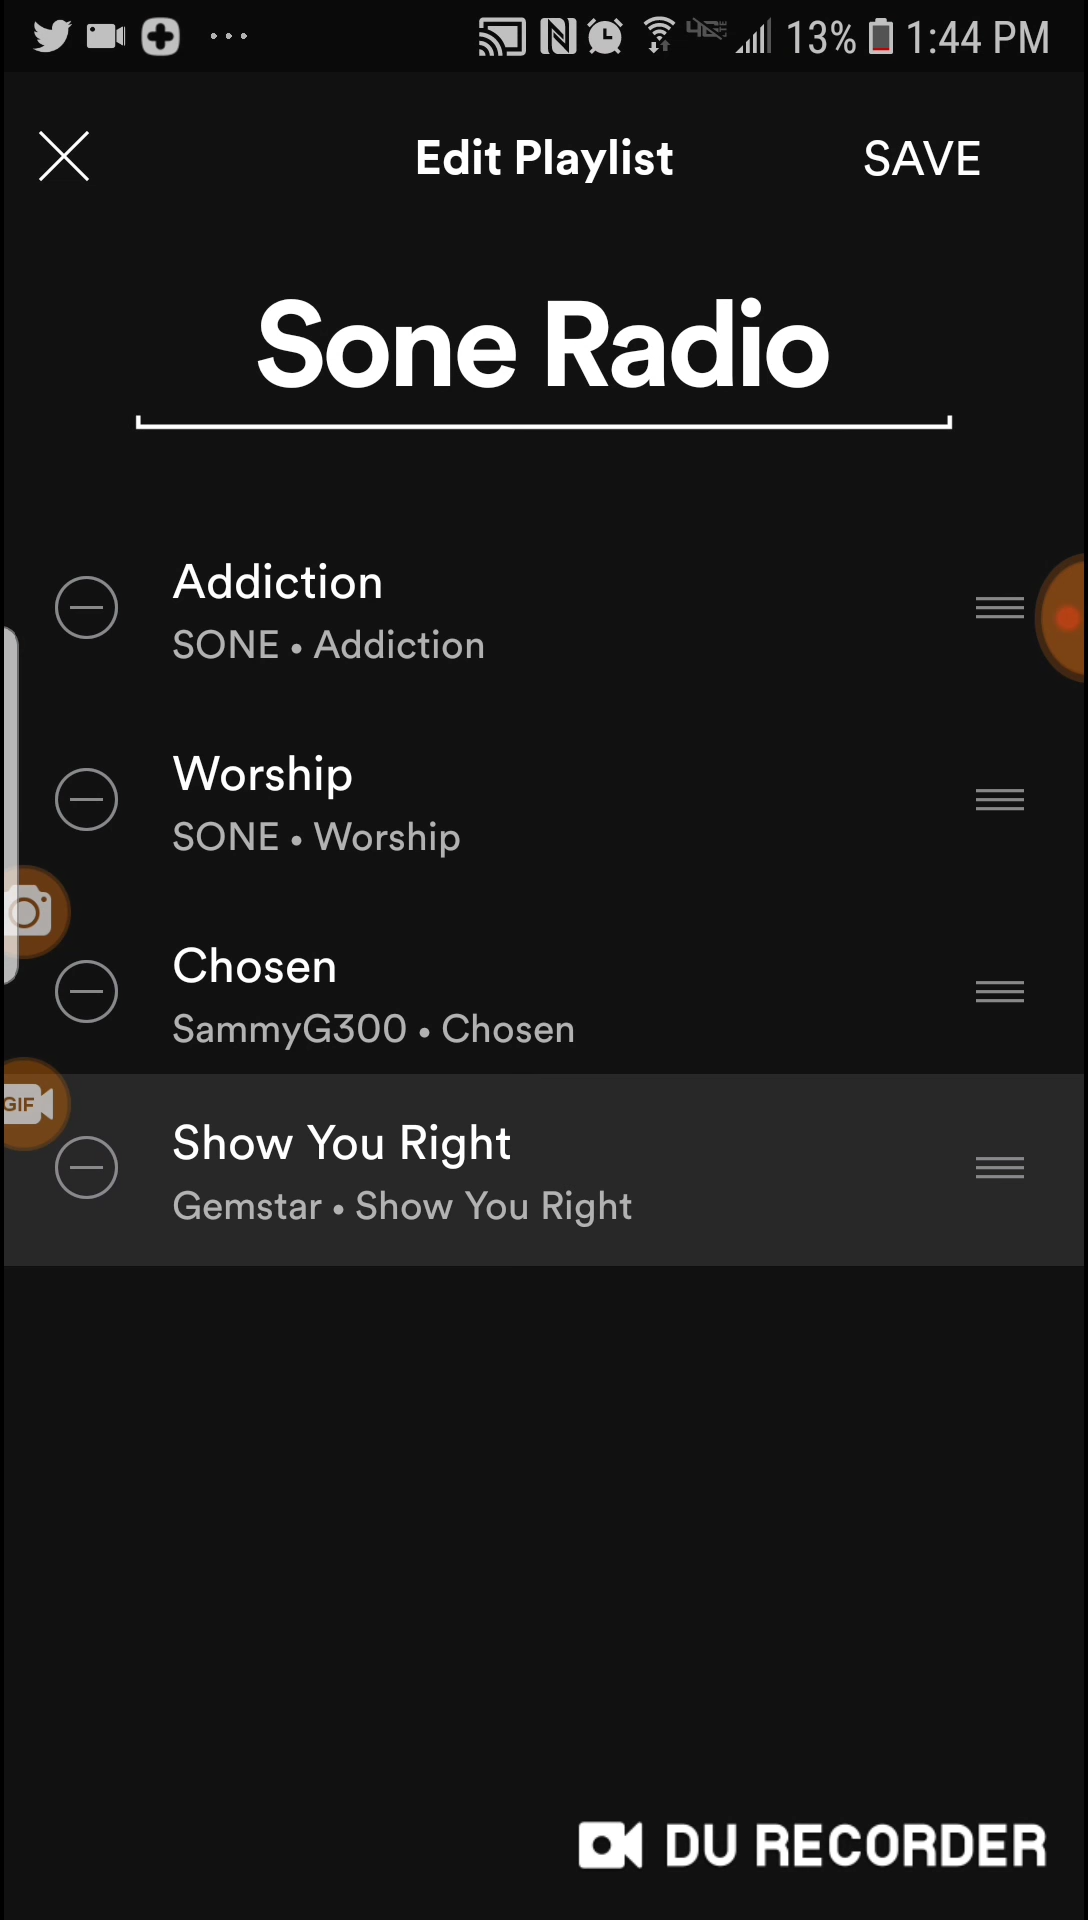 13% 1:44 PM
Edit Playlist SAVE
Sone Radio
Addiction
SONE • Addiction
Worship
SONE • Worship
Chosen
SammyG300 • Chosen
GIF
Show You Right
Gemstar • Show You Right
DU RECORDER